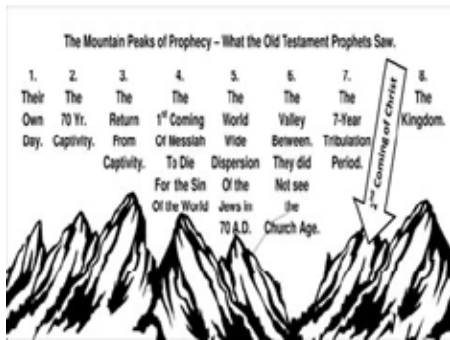 The Mountain Peaks of Prophecy – What the Old Testament Prophets Saw.
1.
Their
Own
Day.
2.
The
70 Yr.
Captivity.
3.
The
Return
From
Captivity.
4.
The
1st Coming
Of Messiah
To Die
For the Sin
Of the World
5.
The
World
Wide
Dispersion
Of the
Jews in
70 A.D.
6.
The
Valley
Between.
They did
Not see
the
Church Age.
7.
The
7-Year
Tribulation
Period.
2nd Coming of Christ
8.
The
Kingdom.